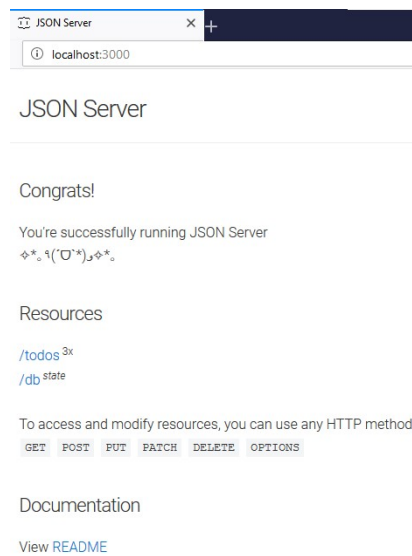 JSON Server
localhost:3000
JSON Server
Congrats!
You're successfully running JSON Server
✧*｡٩(ˊᗜˋ*)و✧*｡
Resources
/todos 3x
/db state
To access and modify resources, you can use any HTTP method
GET POST PUT PATCH DELETE OPTIONS
Documentation
View README